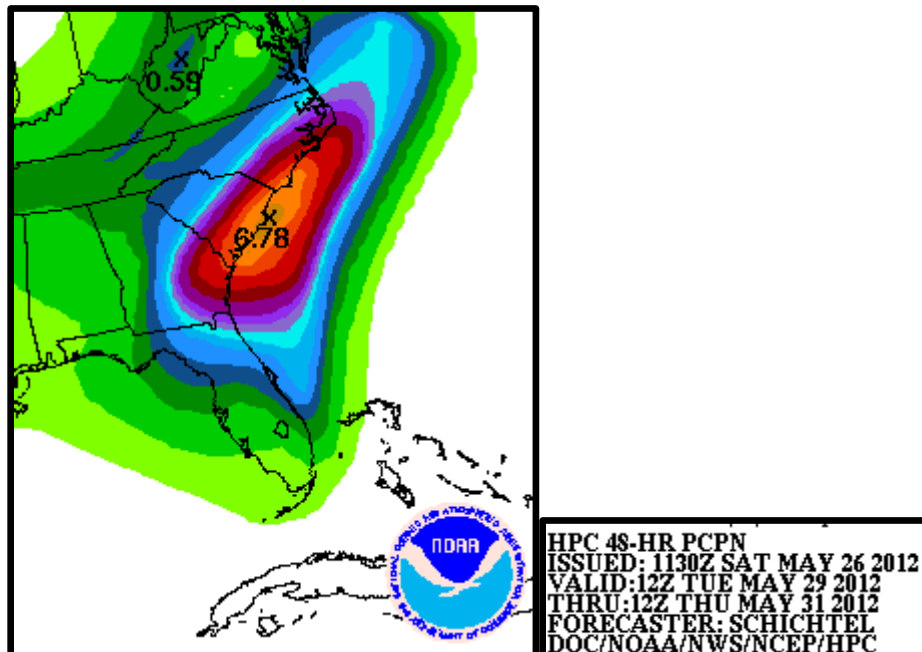 x
0.59
x
6.78
NOAA
HPC 48-HR PCPN
ISSUED: 1130Z SAT MAY 26 2012
VALID:12Z TUE MAY 29 2012
THRU:12Z THU MAY 31 2012
FORECASTER: SCHICHTEL
DOC/NOAA/NWS/NCEP/HPC